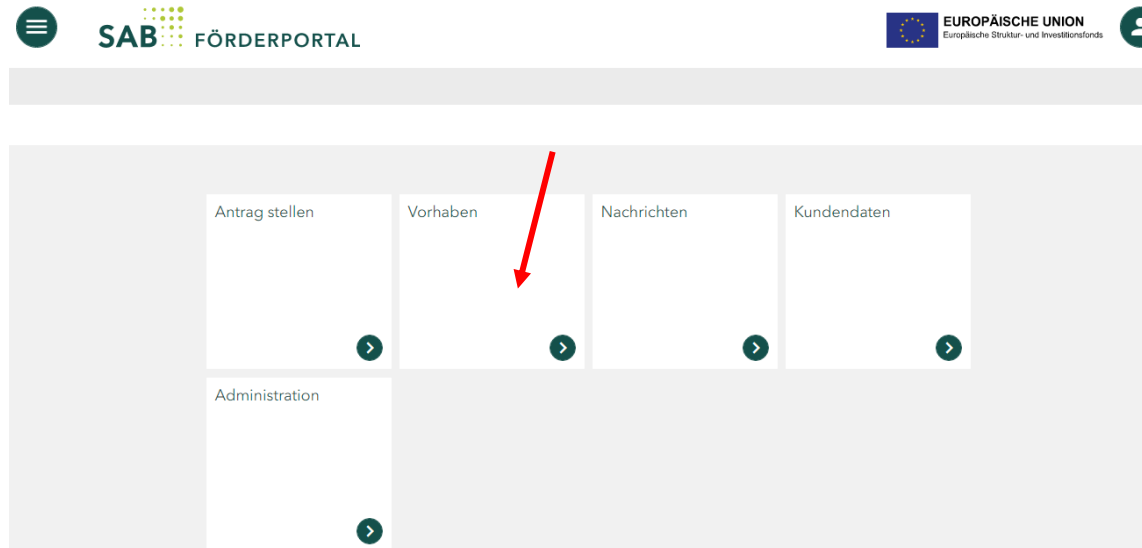 SAB FÖRDERPORTAL
EUROPÄISCHE UNION
Europäische Struktur- und Investitionsfonds
Antrag stellen
Vorhaben
Nachrichten
Kundendaten
Administration